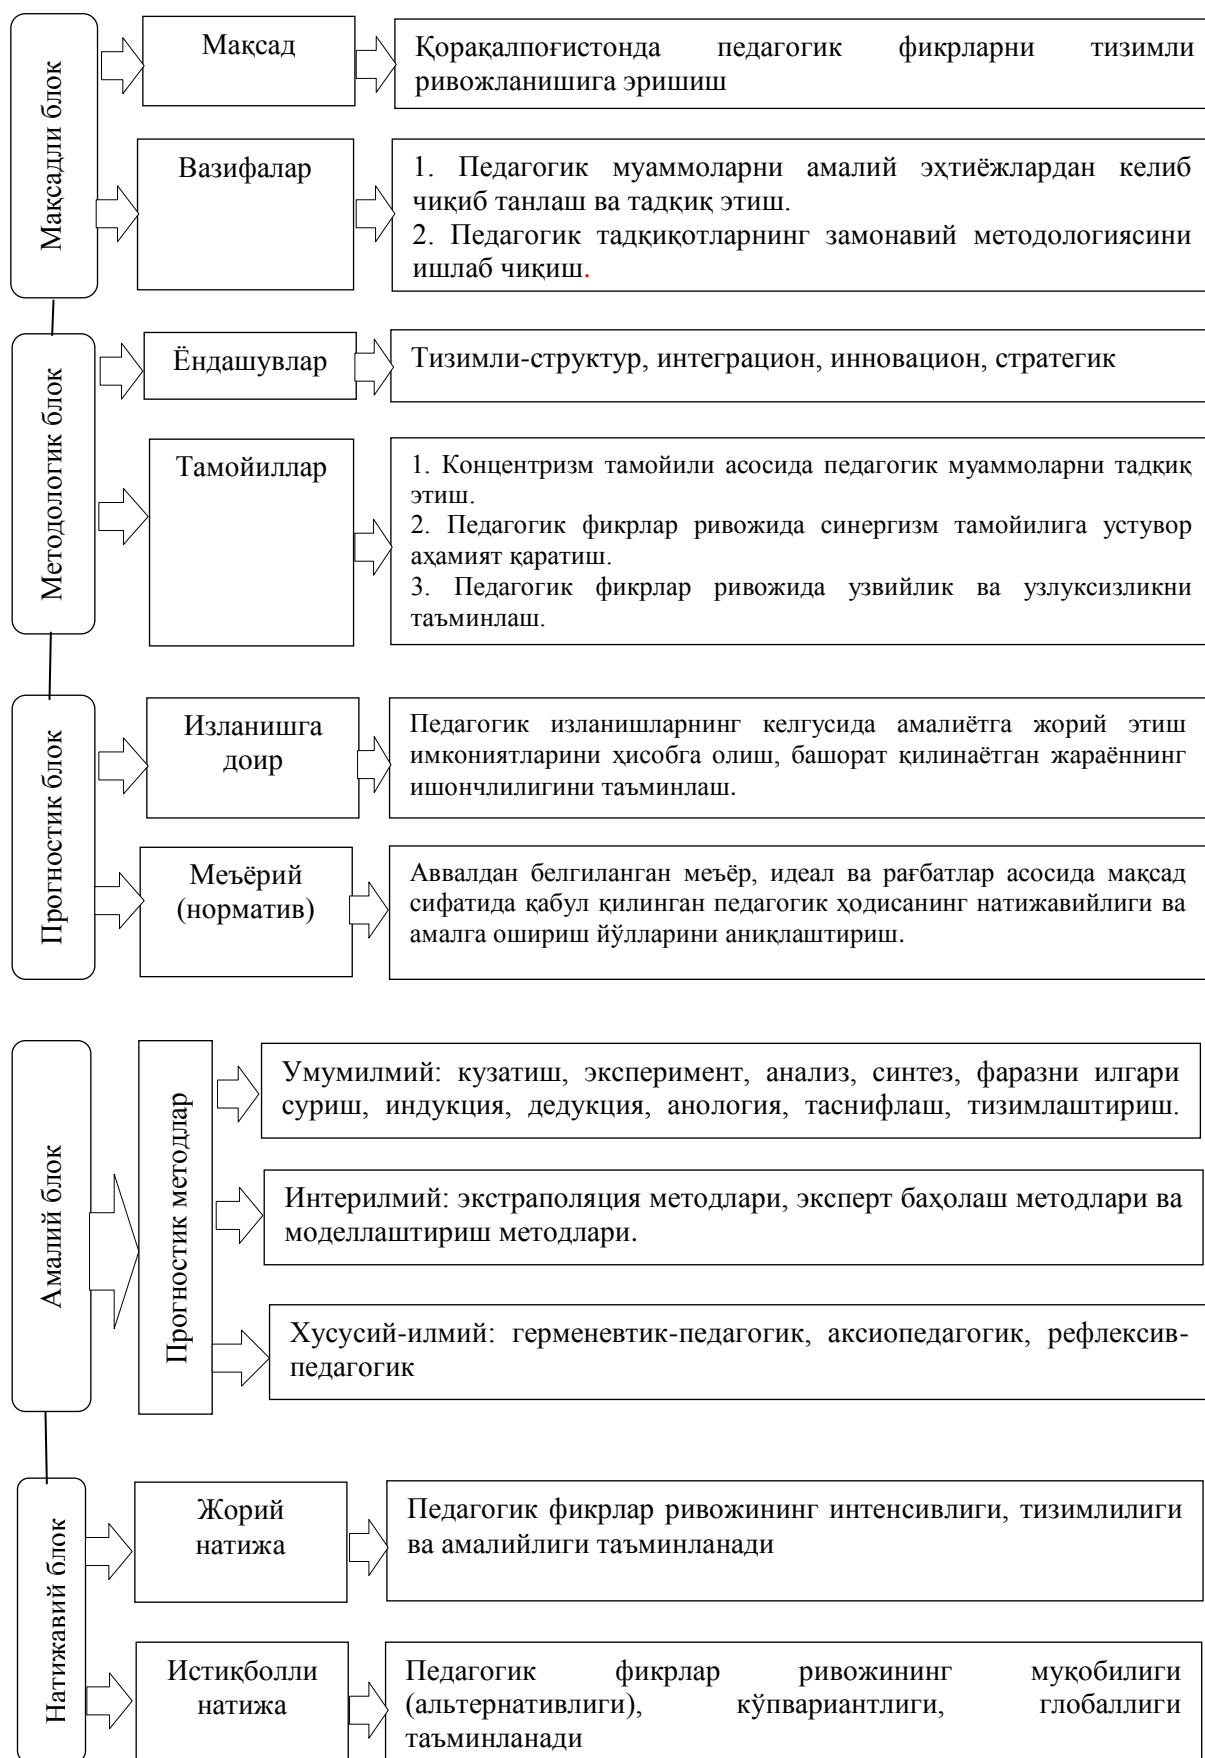 Мақсадли блок
Мақсад
Қорақалпоғистонда педагогик фикрларни тизимли
ривожланишига эришиш
Вазифалар
1. Педагогик муаммоларни амалий эҳтиёжлардан келиб
чиқиб танлаш ва тадқиқ этиш.
2. Педагогик тадқиқотларнинг замонавий методологиясини
ишлаб чиқиш.
Методологик блок
Ёндашувлар
Тизимли-структур, интеграцион, инновацион, стратегик
Тамойиллар
1. Концентризм тамойили асосида педагогик муаммоларни тадқиқ
этиш.
2. Педагогик фикрлар ривожида синергизм тамойилига устувор
аҳамият қаратиш.
3. Педагогик фикрлар ривожида узвийлик ва узлуксизликни
таъминлаш.
Прогностик блок
Изланишга
доир
Педагогик изланишларнинг келгусида амалиётга жорий этиш
имкониятларини ҳисобга олиш, башорат қилинаётган жараённинг
ишончлилигини таъминлаш.
Меъёрий
(норматив)
Аввалдан белгиланган меъёр, идеал ва рағбатлар асосида мақсад
сифатида қабул қилинган педагогик ҳодисанинг натижавийлиги ва
амалга ошириш йўлларини аниқлаштириш.
Амалий блок
Прогностик методлар
Умумилмий: кузатиш, эксперимент, анализ, синтез, фаразни илгари
суриш, индукция, дедукция, анология, таснифлаш, тизимлаштириш.
Интерилмий: экстраполяция методлари, эксперт баҳолаш методлари ва
моделлаштириш методлари.
Хусусий-илмий: герменевтик-педагогик, аксиопедагогик, рефлексив-
педагогик
Натижавий блок
Жорий
натижа
Педагогик фикрлар ривожининг интенсивлиги, тизимлилиги
ва амалийлиги таъминланади
Истиқболли
натижа
Педагогик фикрлар ривожининг муқобилиги
(альтернативлиги), кўпвариантлиги, глобаллиги
таъминланади